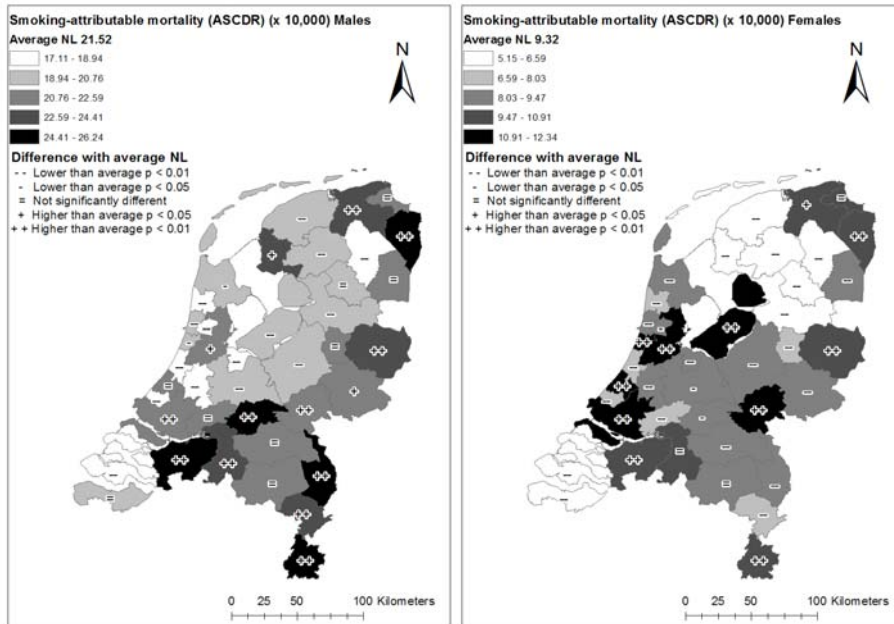 Smoking-attributable mortality (ASCDR) (x 10,000) Males
Average NL 21.52
17.11 - 18.94
18.94 - 20.76
20.76 - 22.59
22.59 - 24.41
24.41 - 26.24
Difference with average NL
- - Lower than average p < 0.01
- Lower than average p < 0.05
= Not significantly different
+ Higher than average p < 0.05
+ + Higher than average p < 0.01
N
0 25 50 100 Kilometers
Smoking-attributable mortality (ASCDR) (x 10,000) Females
Average NL 9.32
5.15 - 6.59
6.59 - 8.03
8.03 - 9.47
9.47 - 10.91
10.91 - 12.34
Difference with average NL
- - Lower than average p < 0.01
- Lower than average p < 0.05
= Not significantly different
+ Higher than average p < 0.05
+ + Higher than average p < 0.01
N
0 25 50 100 Kilometers